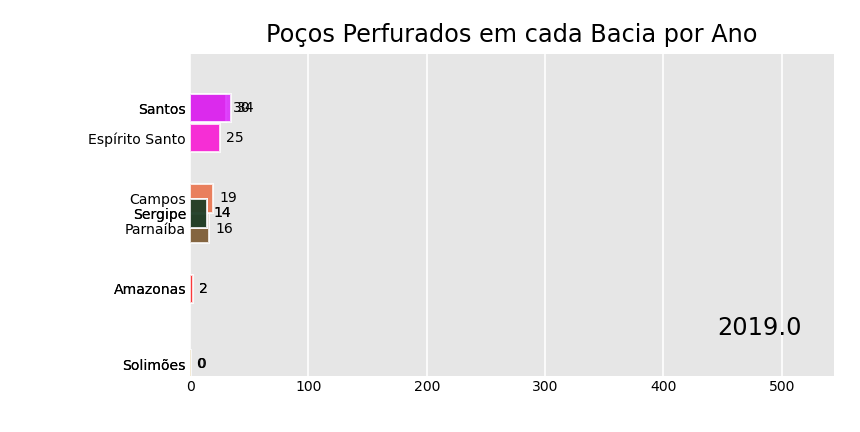 Poços Perfurados em cada Bacia por Ano
Santos 34
Espírito Santo 25
Campos 19
Sergipe 14
Parnaíba 16
Amazonas 2
2019.0
Solimões 0
0 100 200 300 400 500